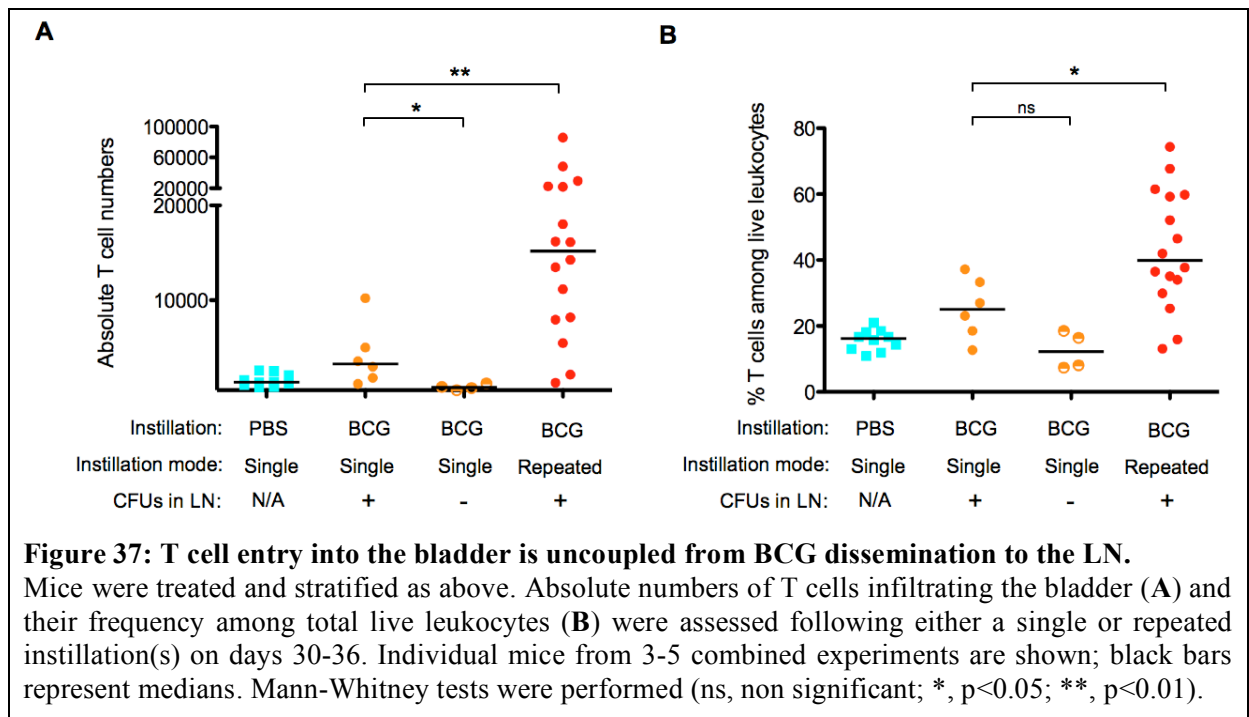 A
B
**
*
*
ns
Absolute T cell numbers
100000
60000
20000
20000
10000
% T cells among live leukocytes
80
60
40
20
0
Instillation: PBS BCG BCG BCG
Instillation mode: Single Single Single Repeated
CFUs in LN: N/A + - +
Instillation: PBS BCG BCG BCG
Instillation mode: Single Single Single Repeated
CFUs in LN: N/A + - +
Figure 37: T cell entry into the bladder is uncoupled from BCG dissemination to the LN.
Mice were treated and stratified as above. Absolute numbers of T cells infiltrating the bladder (A) and
their frequency among total live leukocytes (B) were assessed following either a single or repeated
instillation(s) on days 30-36. Individual mice from 3-5 combined experiments are shown; black bars
represent medians. Mann-Whitney tests were performed (ns, non significant; *, p<0.05; **, p<0.01).